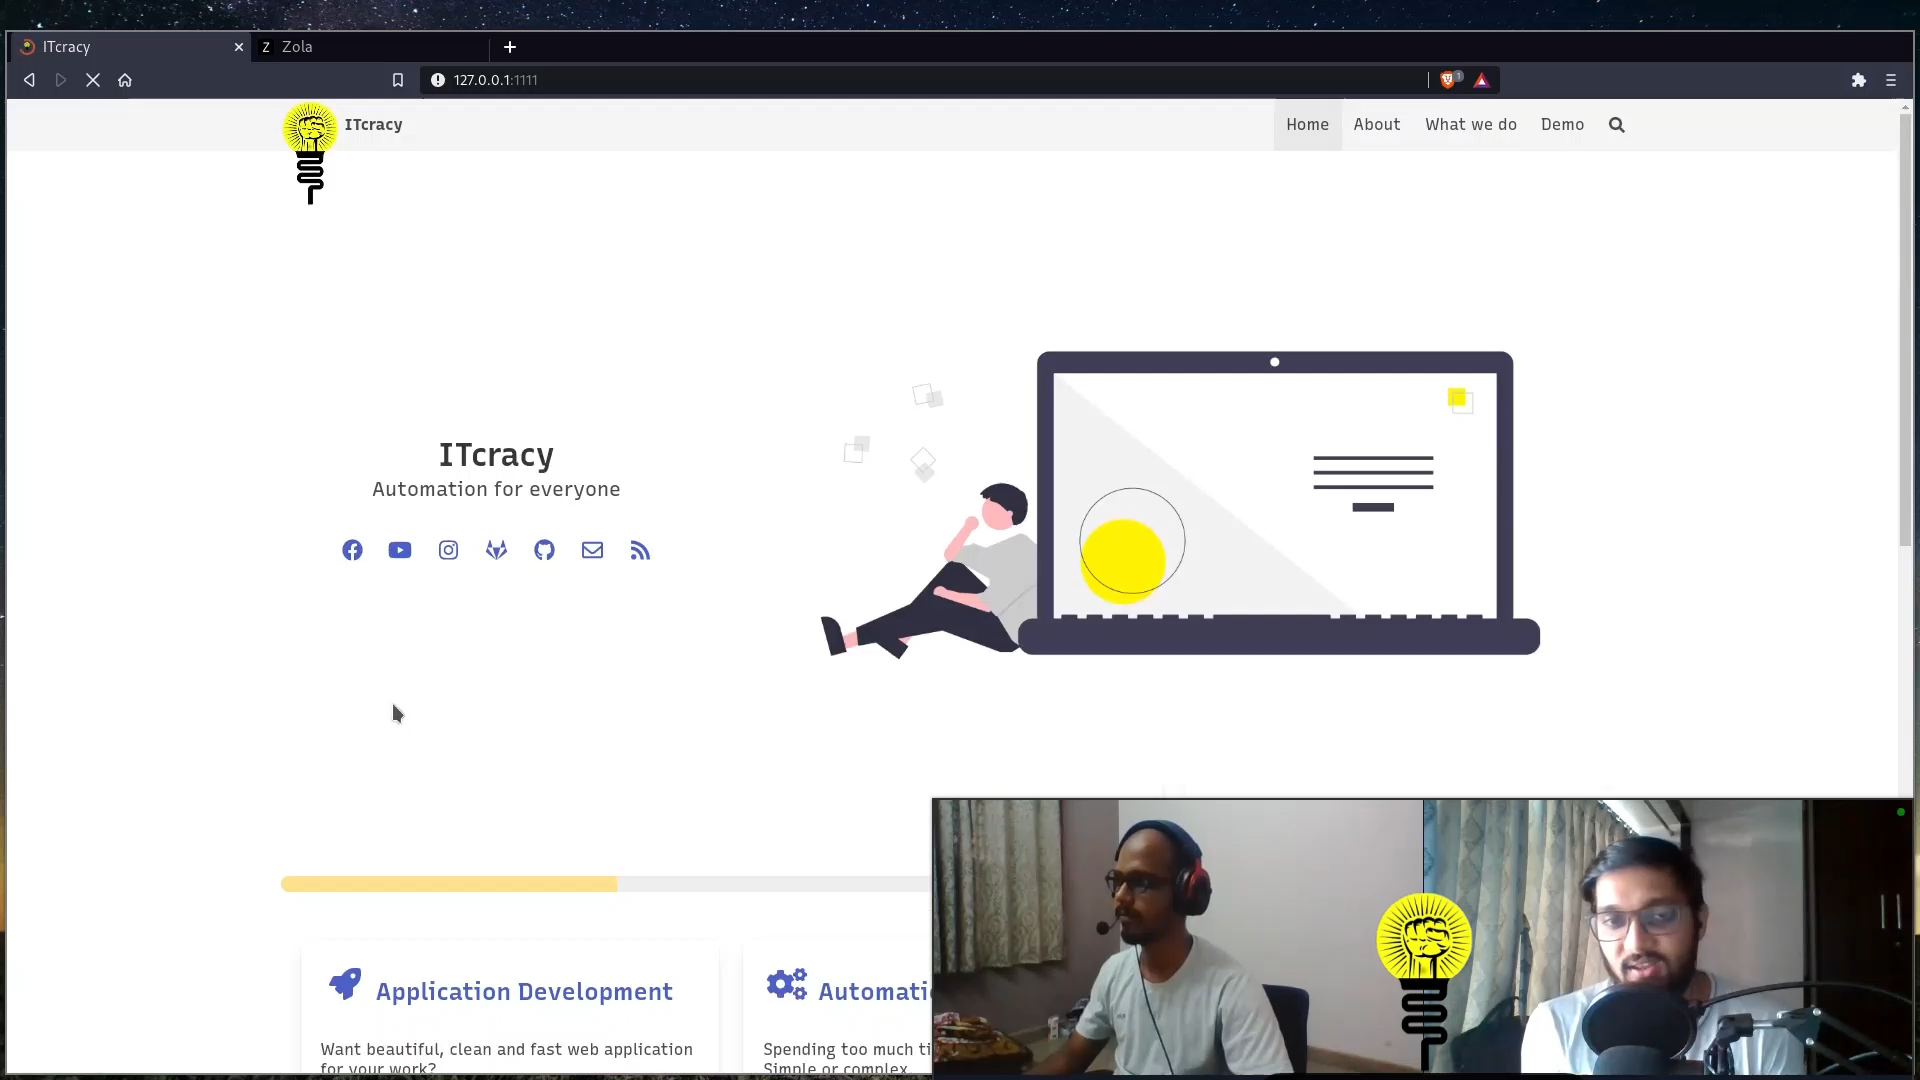 ITcracy
Zola
127.0.0.1:1111
1
ITcracy
Home
About
What we do
Demo
ITcracy
Automation for everyone
Application Development
Want beautiful, clean and fast web application
for your work?
Automati
Spending too much ti
Simple or complex